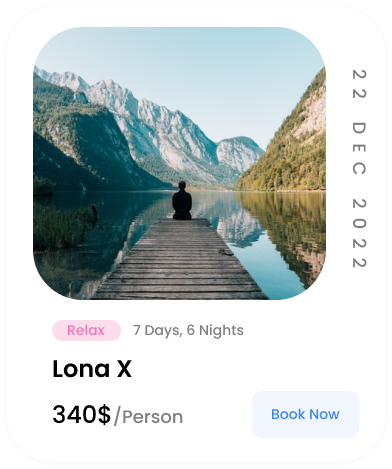 22 DEC 2022
Relax 7 Days, 6 Nights
Lona X
340$/Person
Book Now